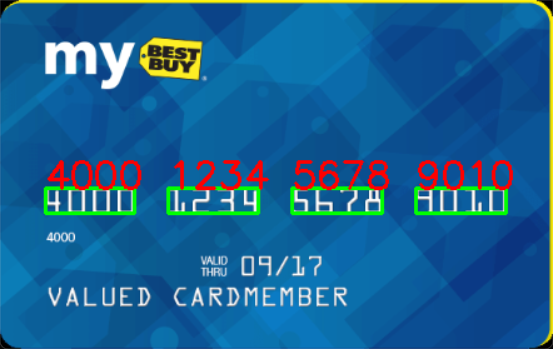 my BEST BUY
4000 1234 5678 9010
4000 1234 5678 9010
4000
VALID THRU 09/17
VALUED CARDMEMBER